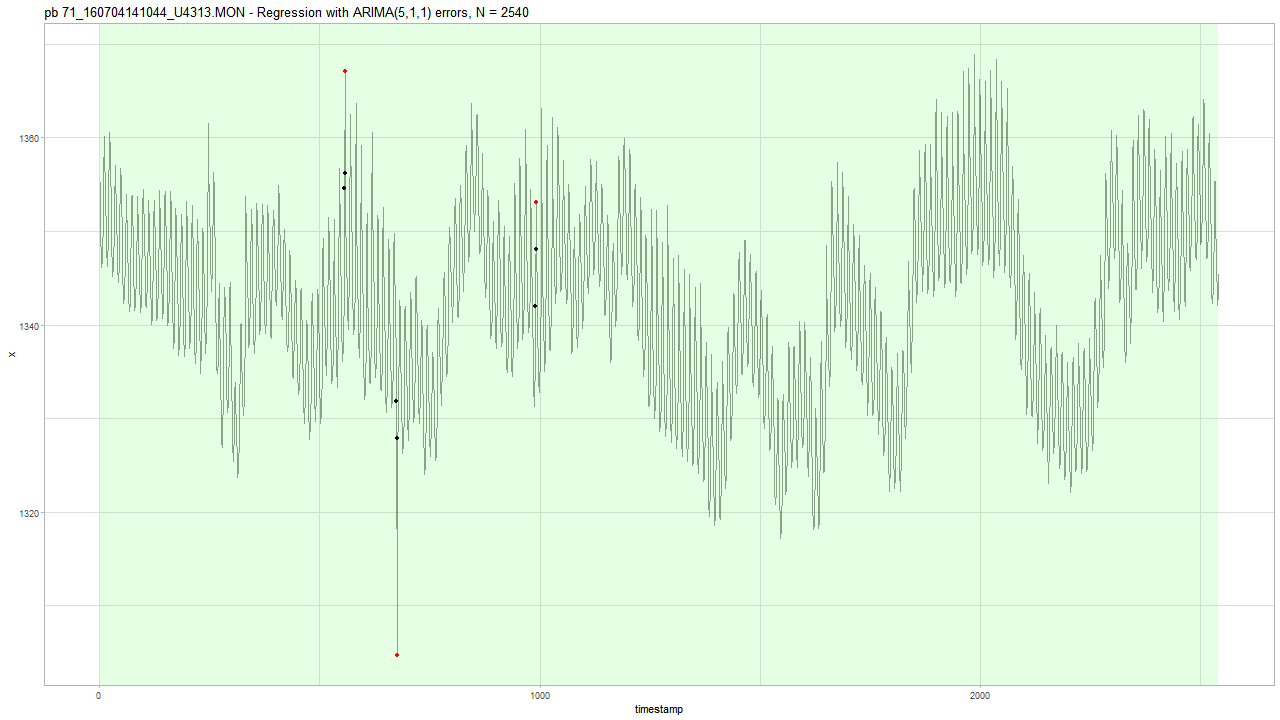 pb 71_160704141044_U4313.MON - Regression with ARIMA(5,1,1) errors, N = 2540
1360
1340
x
1320
0
1000
2000
timestamp